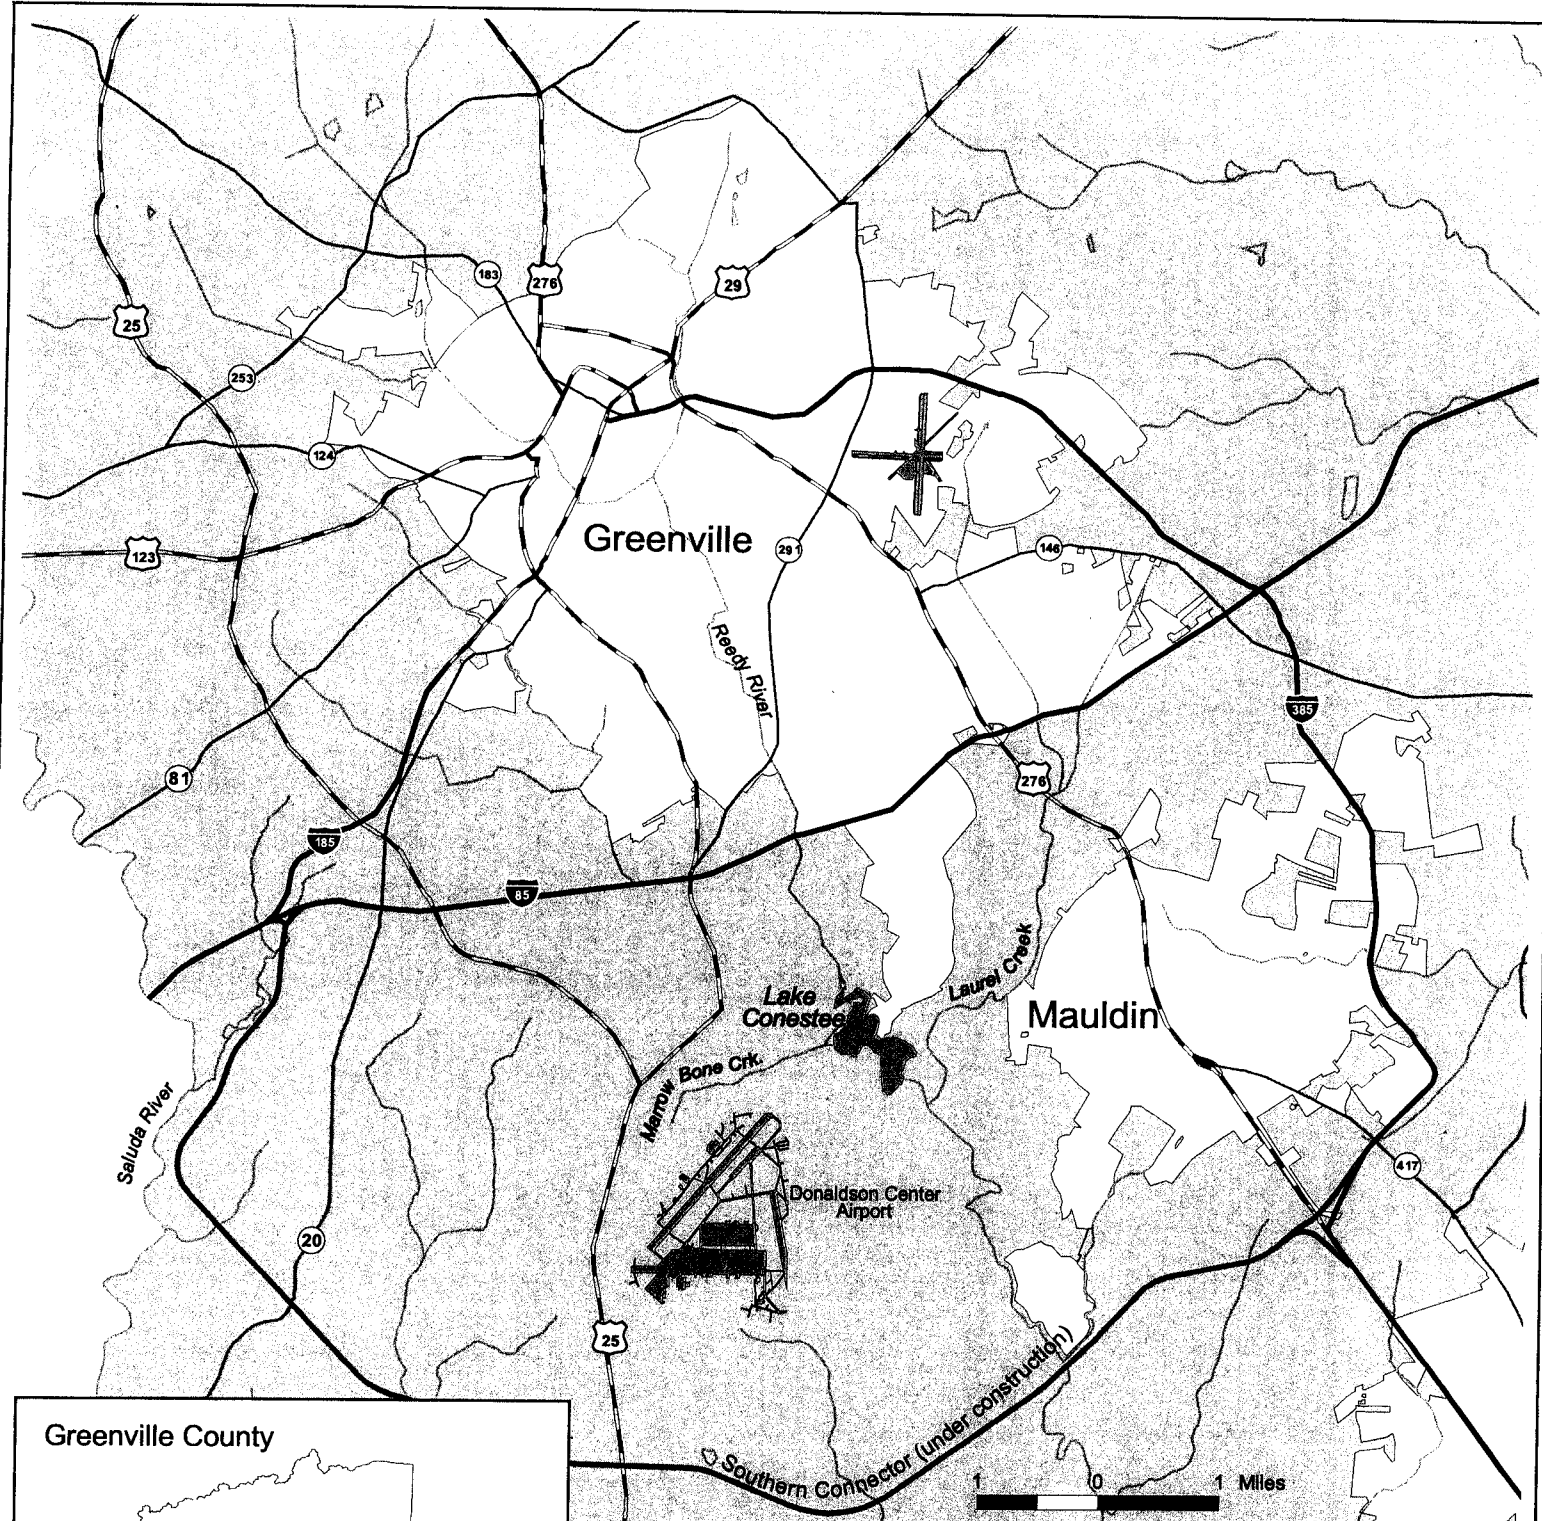 183
276
29
25
253
124
123
Greenville
291
146
Reedy River
385
81
276
185
85
Laurel Creek
Lake
Conestee
Mauldin
Marrow Bone Crk.
Saluda River
417
Donaldson Center
Airport
20
25
Southern Connector (under construction)
Greenville County
1 0 1 Miles